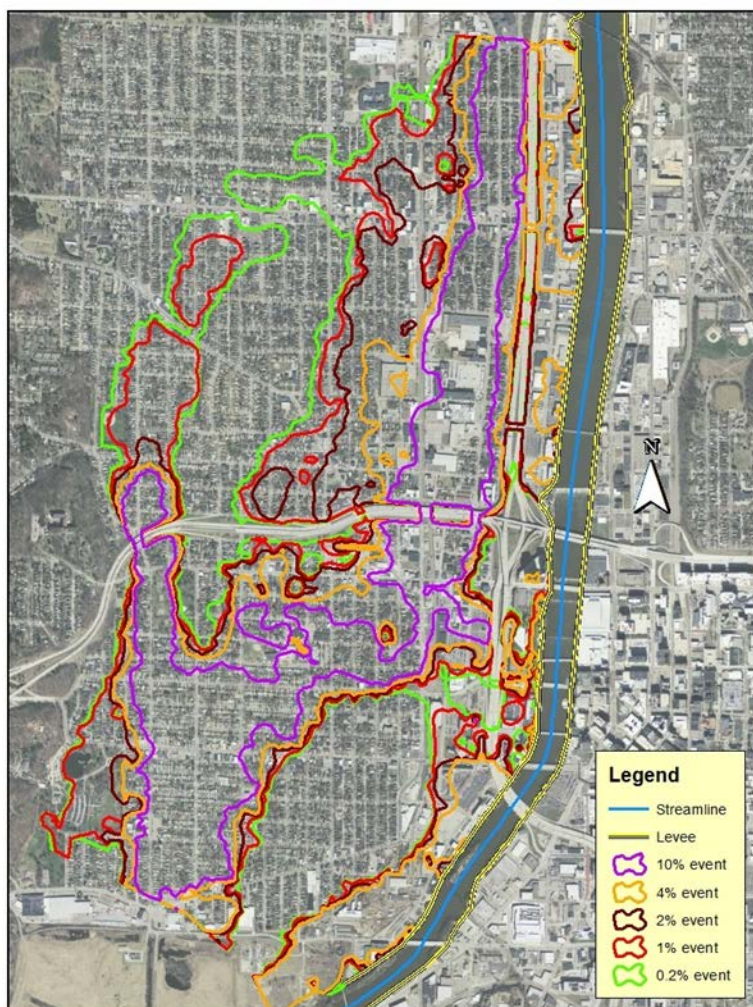 N
Legend
Streamline
Levee
10% event
4% event
2% event
1% event
0.2% event